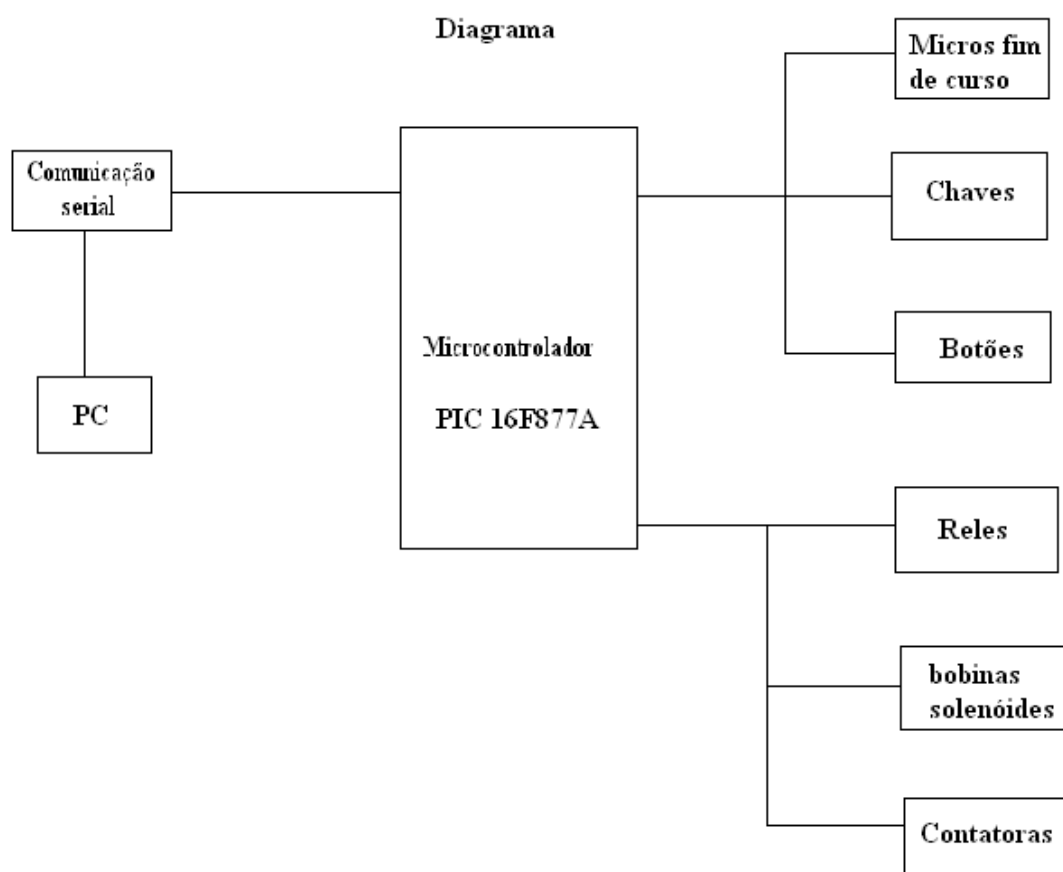 Diagrama
Micros fim
de curso
Comunicação
serial
Chaves
Microcontrolador
PIC 16F877A
Botões
PC
Reles
bobinas
solenóides
Contatoras